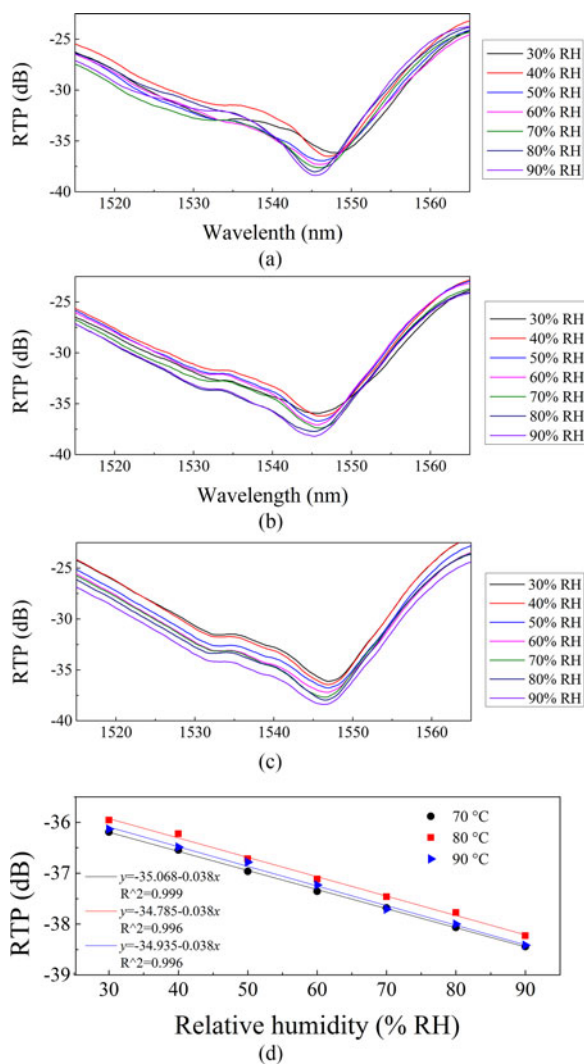 -25
-30
-35
-40
RTP (dB)
1520 1530 1540 1550 1560
Wavelenth (nm)
30% RH
40% RH
50% RH
60% RH
70% RH
80% RH
90% RH
(a)
-25
-30
-35
-40
RTP (dB)
1520 1530 1540 1550 1560
Wavelength (nm)
30% RH
40% RH
50% RH
60% RH
70% RH
80% RH
90% RH
(b)
-25
-30
-35
-40
RTP (dB)
1520 1530 1540 1550 1560
30% RH
40% RH
50% RH
60% RH
70% RH
80% RH
90% RH
(c)
-36
-37
-38
-39
RTP (dB)
70 °C
80 °C
90 °C
y=-35.068-0.038x
R^2=0.999
y=-34.785-0.038x
R^2=0.996
y=-34.935-0.038x
R^2=0.996
30 40 50 60 70 80 90
Relative humidity (% RH)
(d)